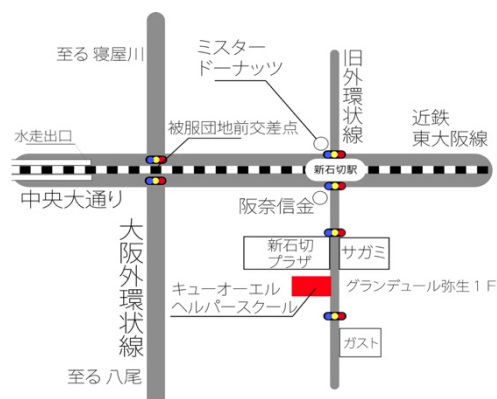 至る 寝屋川
ミスター
ドーナッツ
旧外環状線
近鉄
東大阪線
水走出口
被服団地前交差点
新石切駅
中央大通り
阪奈信金
大阪外環状線
新石切
プラザ
サガミ
キューオーエル
ヘルパースクール
グランデュール弥生1F
ガスト
至る 八尾